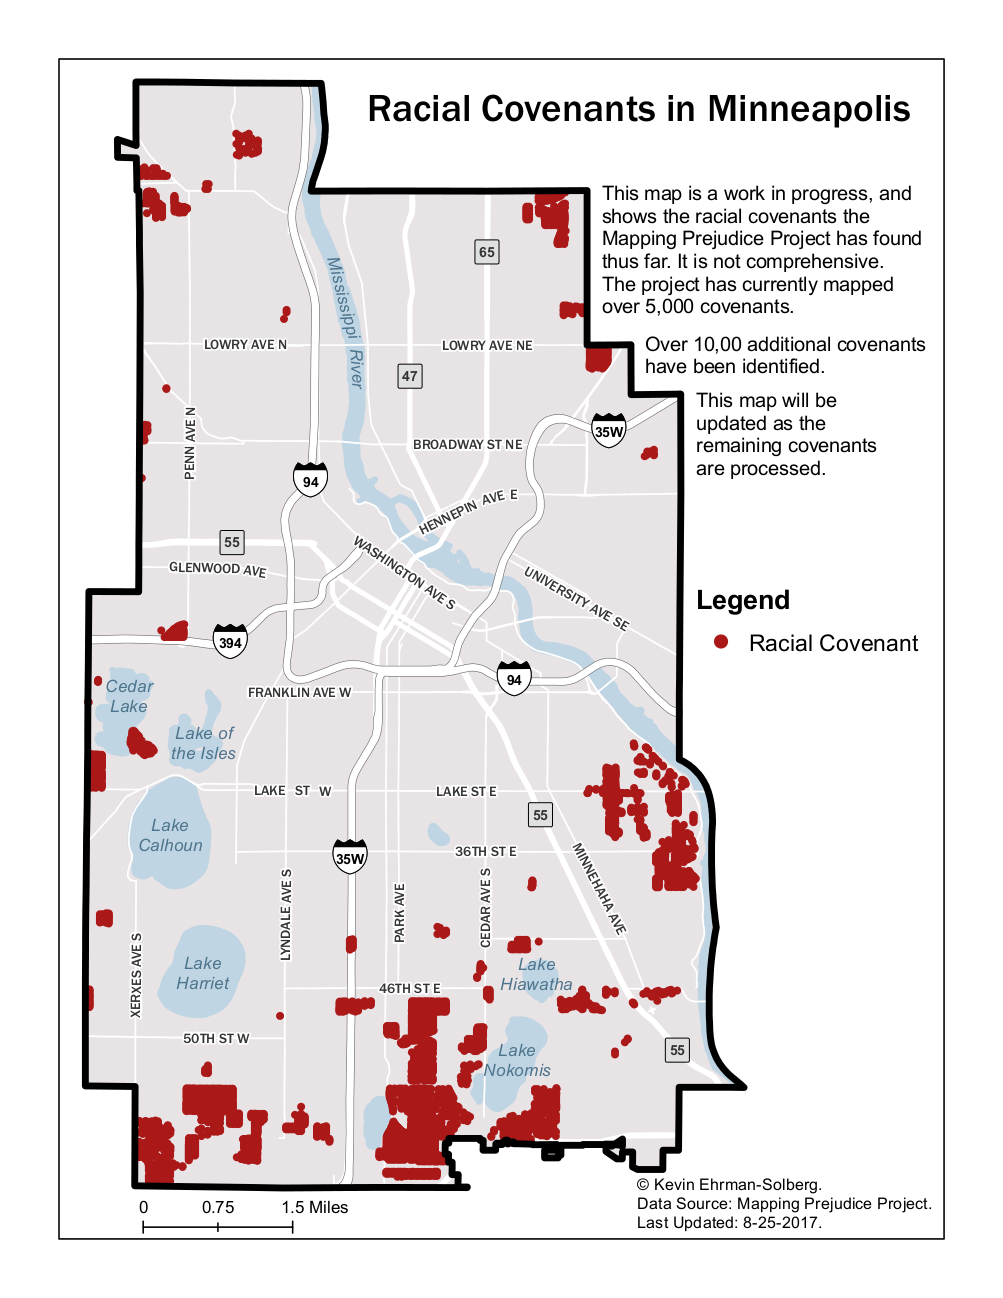 Racial Covenants in Minneapolis
This map is a work in progress, and
shows the racial covenants the
Mapping Prejudice Project has found
thus far. It is not comprehensive.
The project has currently mapped
over 5,000 covenants.
Over 10,00 additional covenants
have been identified.
This map will be
updated as the
remaining covenants
are processed.
65
Mississippi River
LOWRY AVE N
LOWRY AVE NE
47
35W
PENN AVE N
BROADWAY ST NE
94
HENNEPIN AVE E
55
WASHINGTON AVE S
GLENWOOD AVE
UNIVERSITY AVE SE
394
94
Legend
Racial Covenant
Cedar
Lake
FRANKLIN AVE W
Lake of
the Isles
LAKE ST W
LAKE ST E
55
Lake
Calhoun
35W
36TH ST E
MINNEHAHA AVE
LYNDALE AVE S
PARK AVE
CEDAR AVE S
XERXES AVE S
Lake
Harriet
Lake
Hiawatha
46TH ST E
50TH ST W
Lake
Nokomis
55
0 0.75 1.5 Miles
© Kevin Ehrman-Solberg.
Data Source: Mapping Prejudice Project.
Last Updated: 8-25-2017.